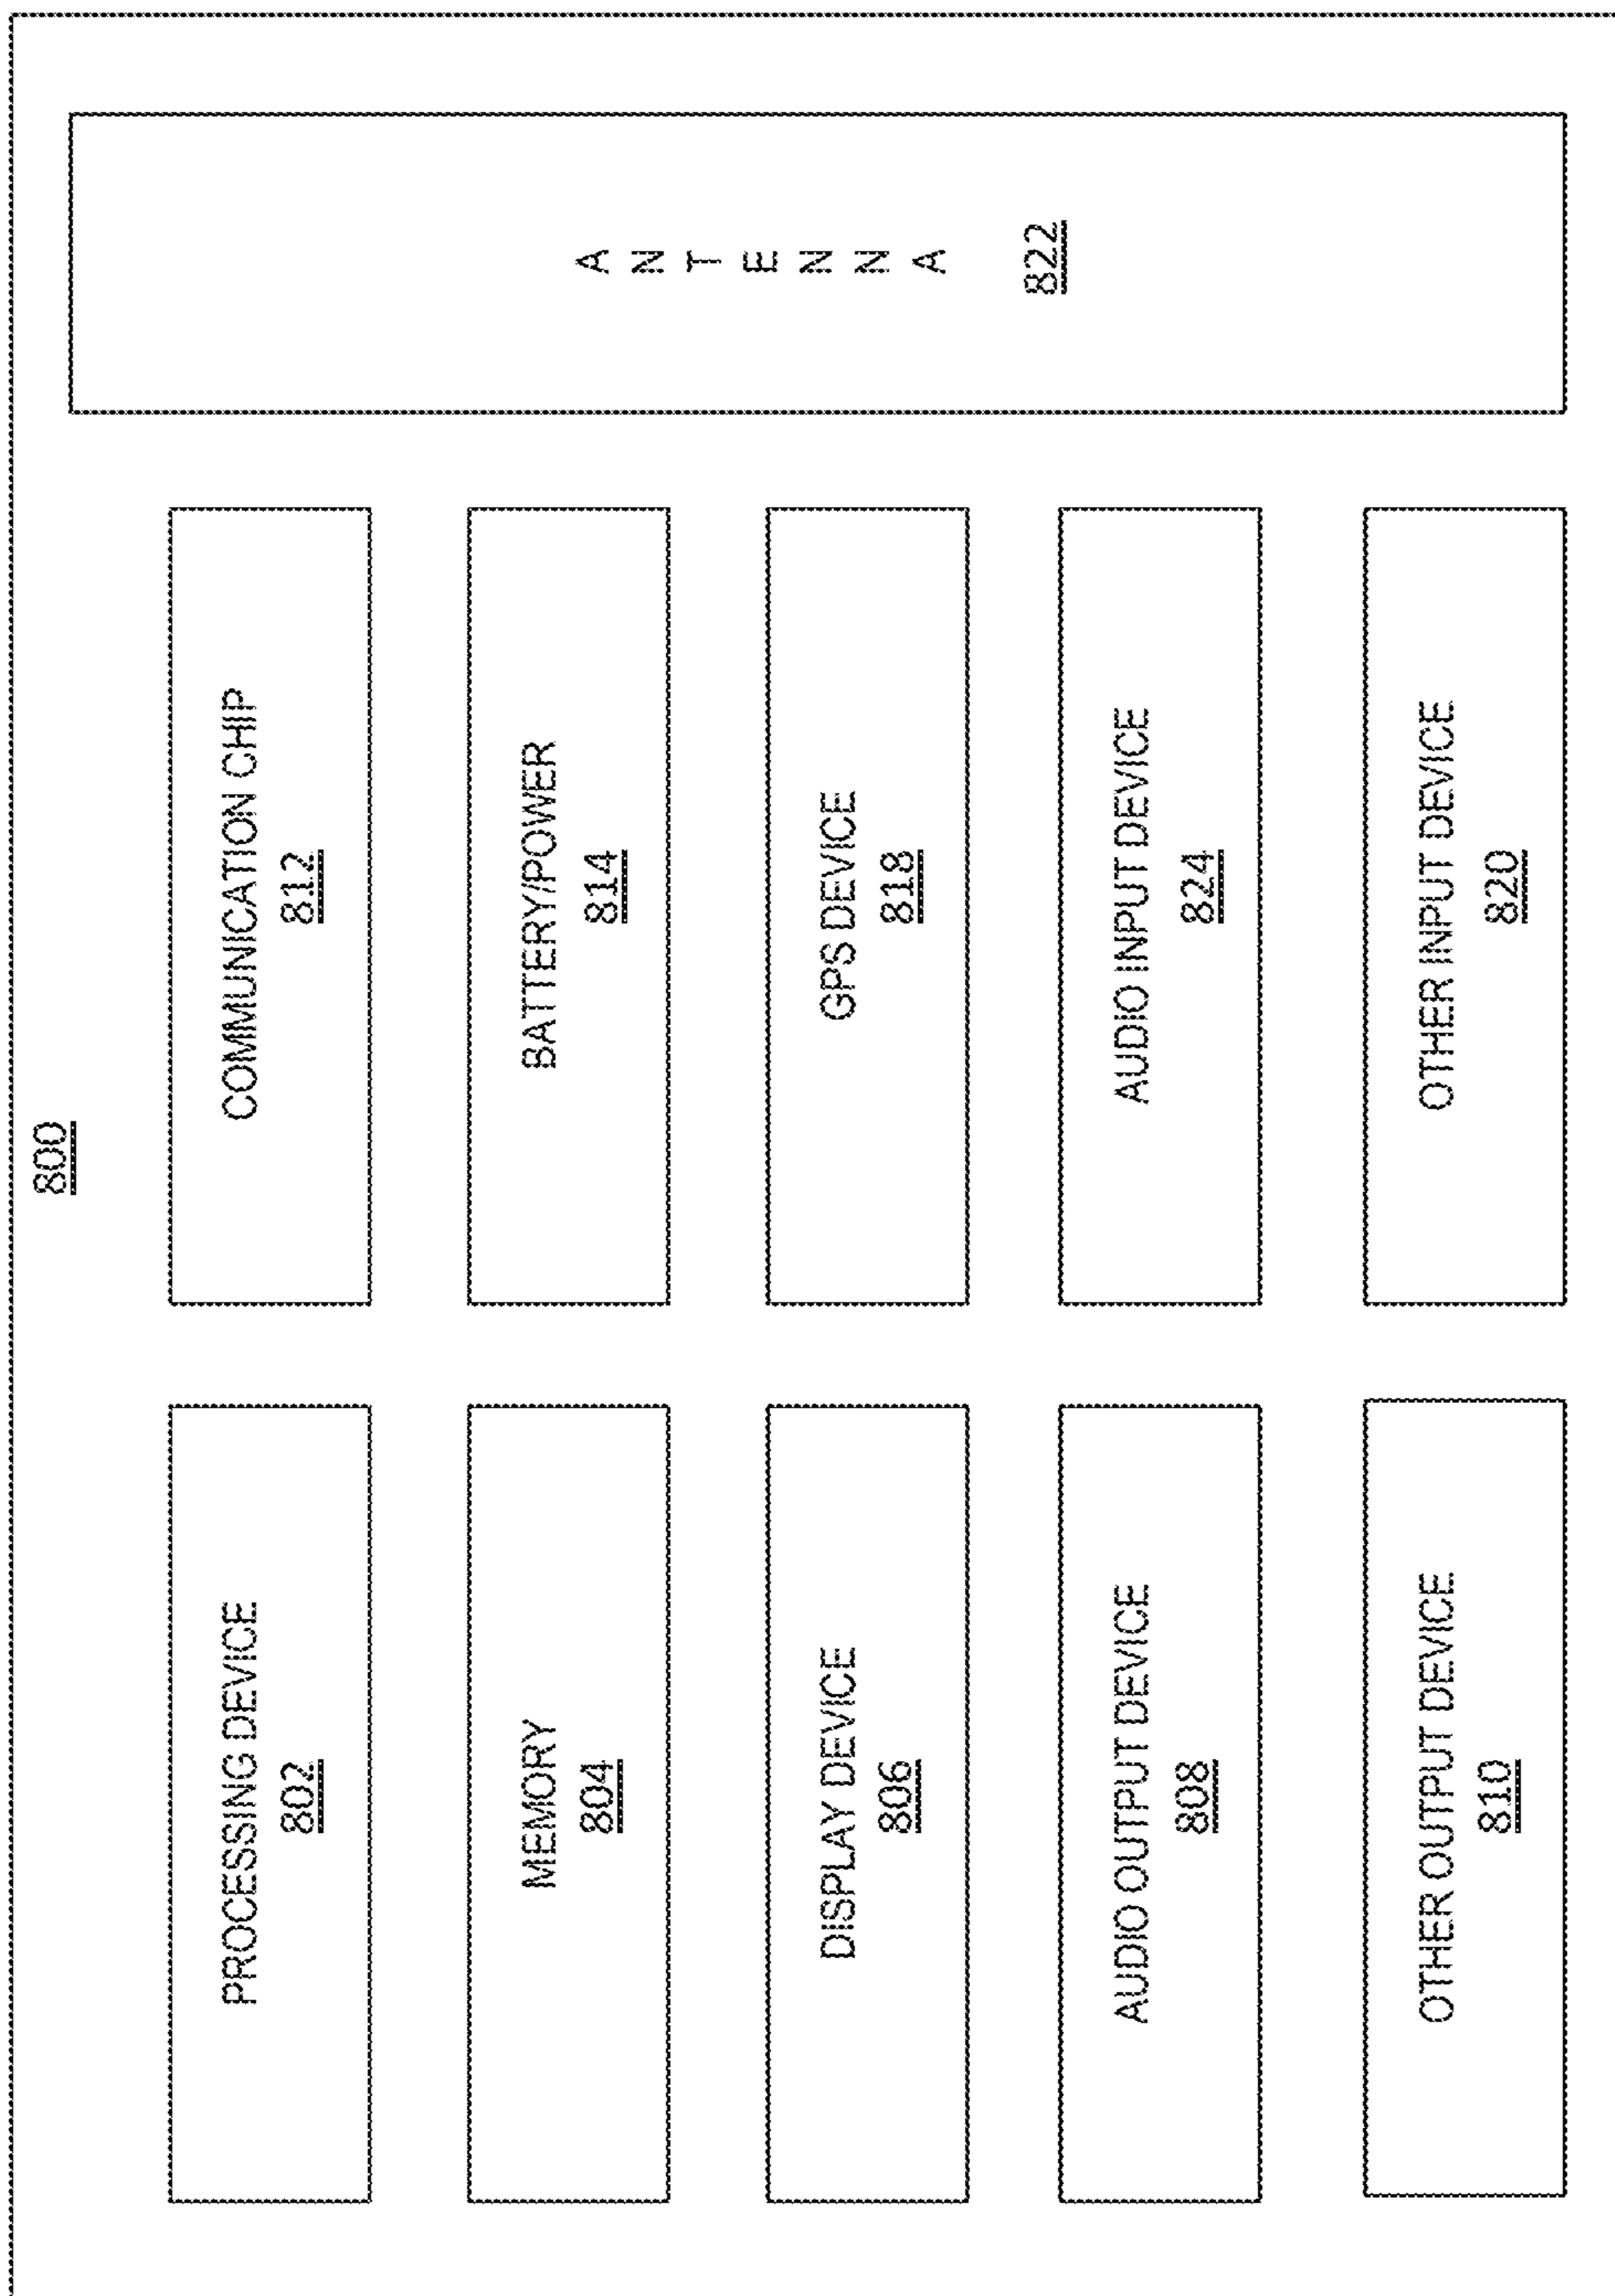 800
PROCESSING DEVICE
802
COMMUNICATION CHIP
812
MEMORY
804
BATTERY/POWER
814
DISPLAY DEVICE
806
GPS DEVICE
818
AUDIO OUTPUT DEVICE
808
AUDIO INPUT DEVICE
824
OTHER OUTPUT DEVICE
810
OTHER INPUT DEVICE
820
A
N
T
E
N
N
A
822